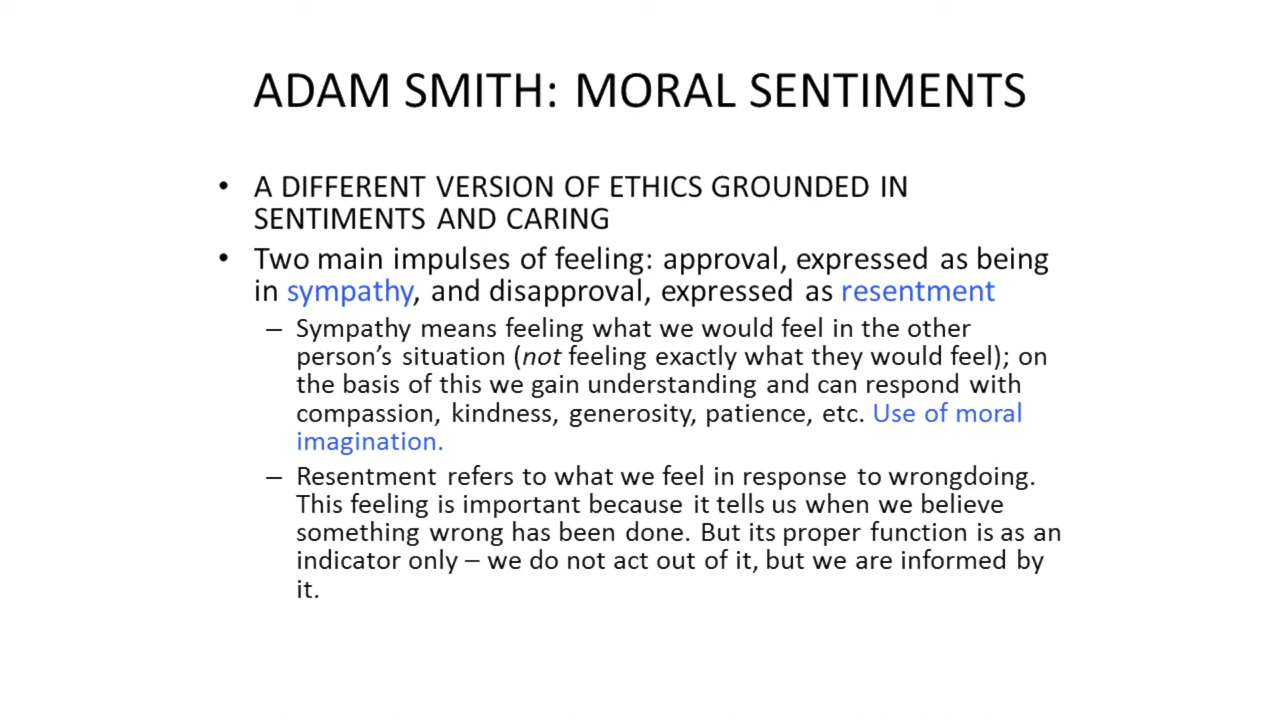 ADAM SMITH: MORAL SENTIMENTS
• A DIFFERENT VERSION OF ETHICS GROUNDED IN
SENTIMENTS AND CARING
• Two main impulses of feeling: approval, expressed as being
in sympathy, and disapproval, expressed as resentment
– Sympathy means feeling what we would feel in the other
person's situation (not feeling exactly what they would feel); on
the basis of this we gain understanding and can respond with
compassion, kindness, generosity, patience, etc. Use of moral
imagination.
– Resentment refers to what we feel in response to wrongdoing.
This feeling is important because it tells us when we believe
something wrong has been done. But its proper function is as an
indicator only – we do not act out of it, but we are informed by
it.